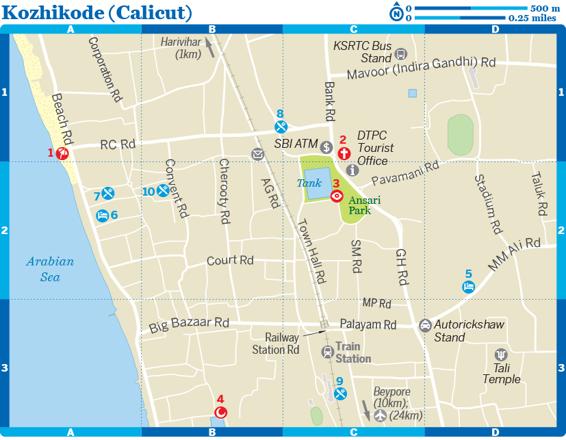 Kozhikode (Calicut)
N
0 500 m
0 0.25 miles
A B C D
Harivihar
(1km)
KSRTC Bus
Stand
Mavoor (Indira Gandhi) Rd
Corporation Rd
Bank Rd
1 1
Beach Rd
8
RC Rd
SBI ATM
$
2
DTPC
Tourist
Office
i
1
Pavamani Rd
Tank
3
Ansari
Park
7
10
6
Convent Rd
Cherooty Rd
AG Rd
Stadium Rd
Taluk Rd
2 2
Town Hall Rd
SM Rd
GH Rd
MM Ali Rd
Arabian
Sea
Court Rd
5
MP Rd
Big Bazaar Rd
Palayam Rd
Autorickshaw
Stand
Railway
Station Rd
Train
Station
Tali
Temple
3 3
9
4
Beypore
(10km);
(24km)
A B C D